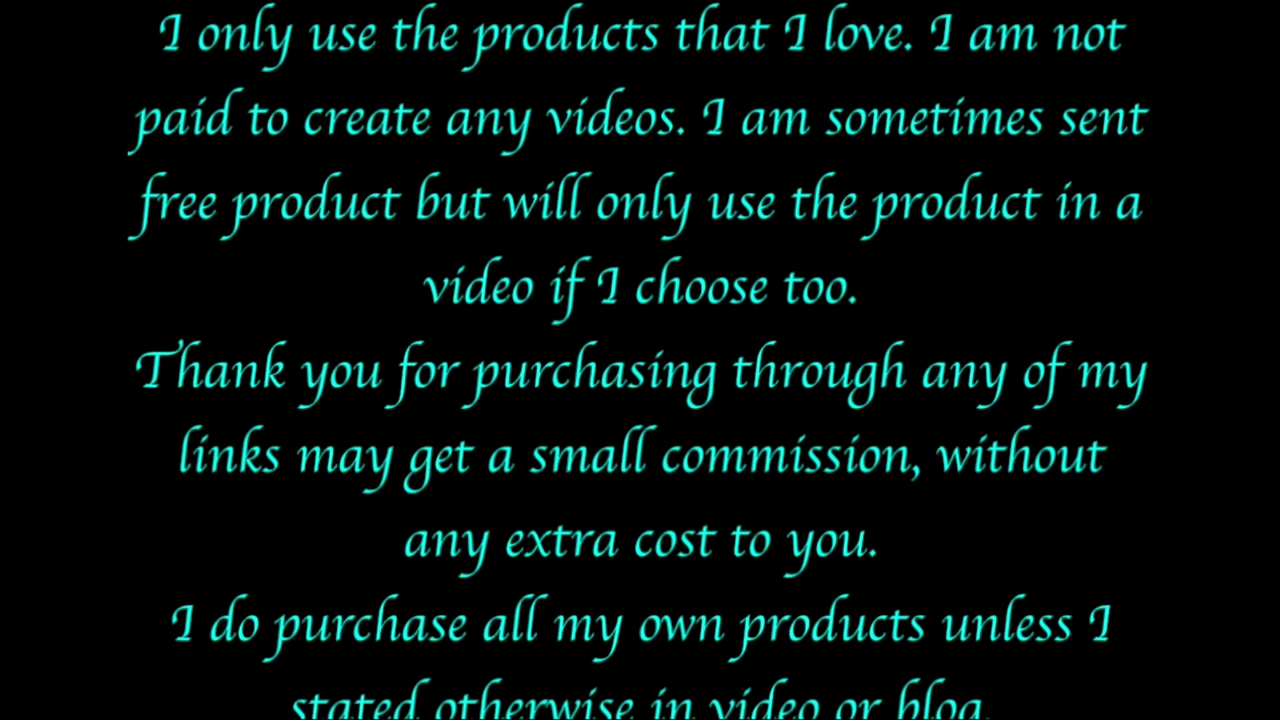 I only use the products that I love. I am not
paid to create any videos. I am sometimes sent
free product but will only use the product in a
video if I choose too.
Thank you for purchasing through any of my
links may get a small commission, without
any extra cost to you.
I do purchase all my own products unless I
stated otherwise in video or blog.